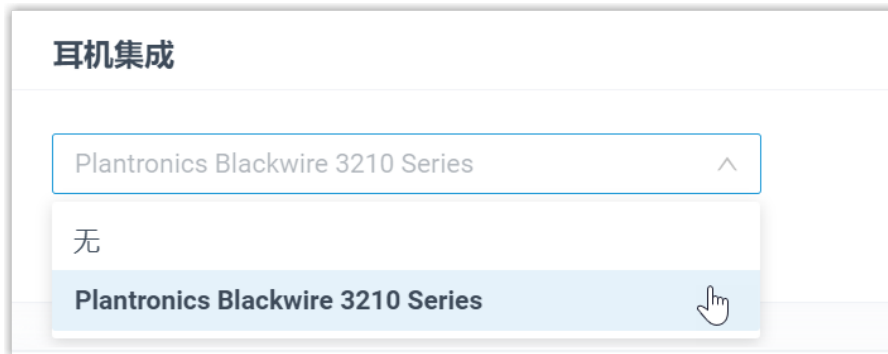 耳机集成
Plantronics Blackwire 3210 Series
无
Plantronics Blackwire 3210 Series